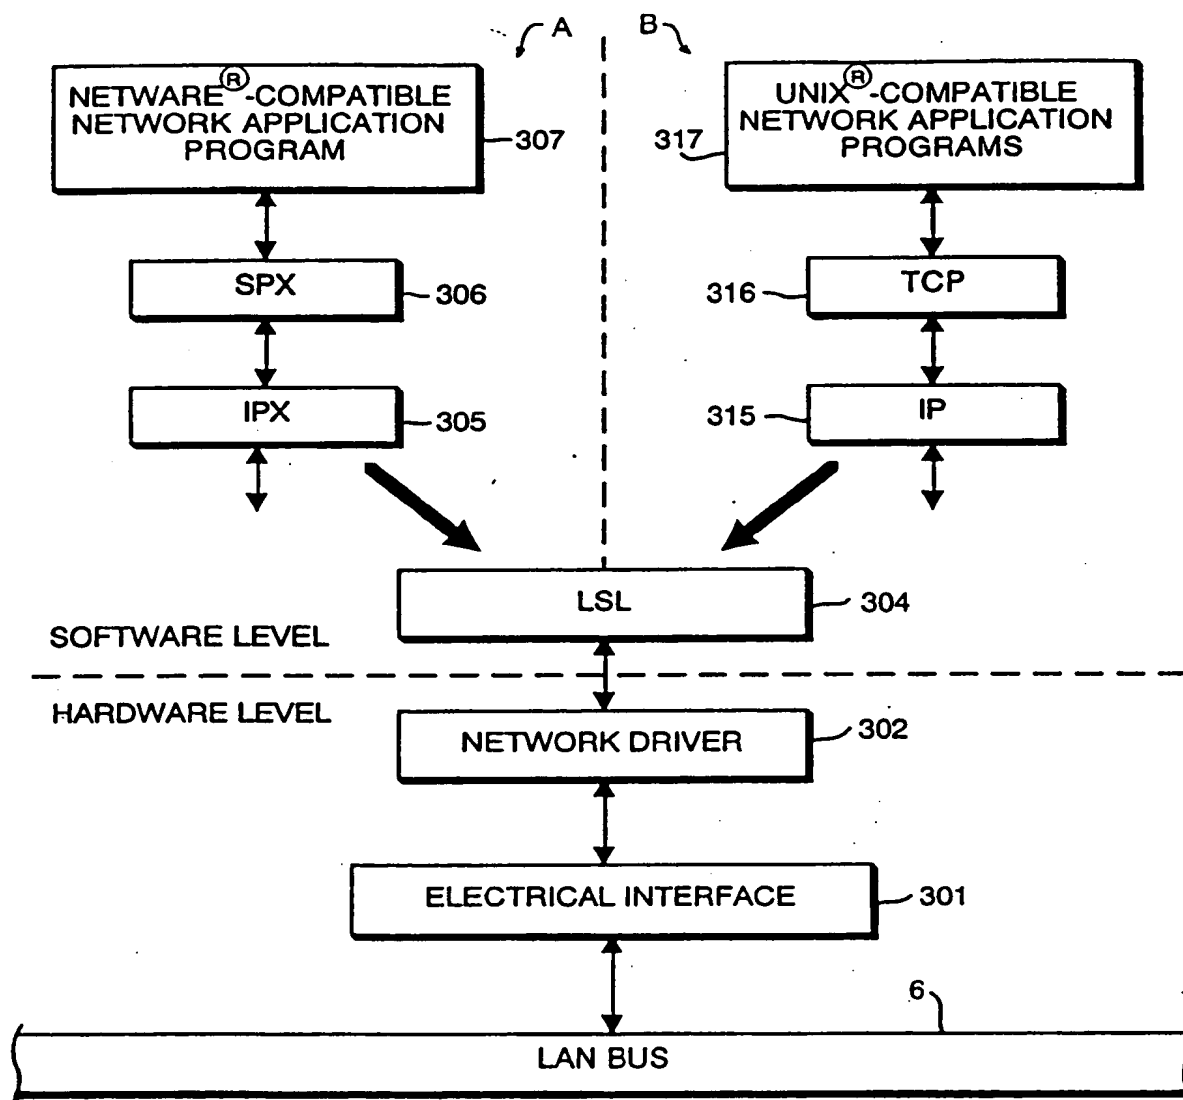 A
B
NETWARE®-COMPATIBLE
NETWORK APPLICATION
PROGRAM
307
UNIX®-COMPATIBLE
NETWORK APPLICATION
PROGRAMS
317
SPX
306
TCP
316
IPX
305
IP
315
LSL
304
SOFTWARE LEVEL
HARDWARE LEVEL
NETWORK DRIVER
302
ELECTRICAL INTERFACE
301
6
LAN BUS